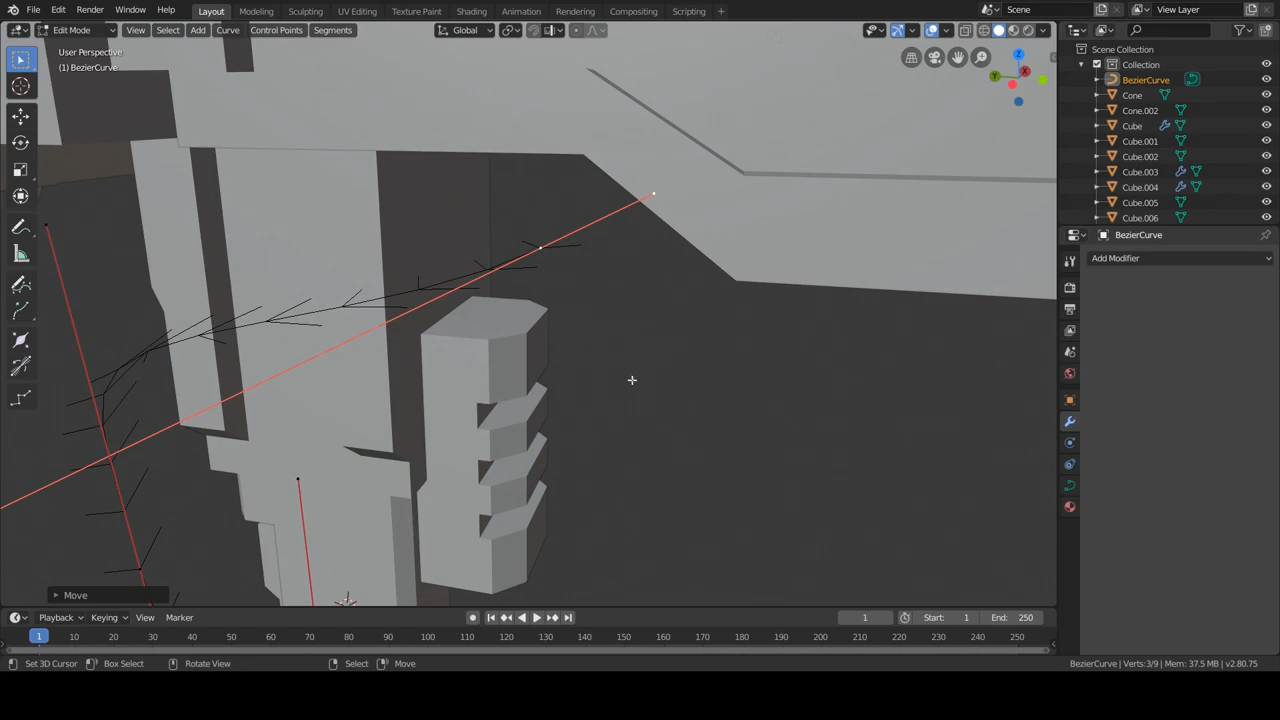 File Edit Render Window Help Layout Modeling Sculpting UV Editing Texture Paint Shading Animation Rendering Compositing Scripting + Scene View Layer
Edit Mode View Select Add Curve Control Points Segments Global
User Perspective
(1) BezierCurve
Z
Y
X
Scene Collection
Collection
BezierCurve
Cone
Cone.002
Cube
Cube.001
Cube.002
Cube.003
Cube.004
Cube.005
Cube.006
BezierCurve
Add Modifier
Move
Playback Keying View Marker 1 Start: 1 End: 250
1 10 20 30 40 50 60 70 80 90 100 110 120 130 140 150 160 170 180 190 200 210 220 230 240 250
Set 3D Cursor Box Select Rotate View Select Move BezierCurve | Verts:3/9 | Mem: 37.5 MB | v2.80.75